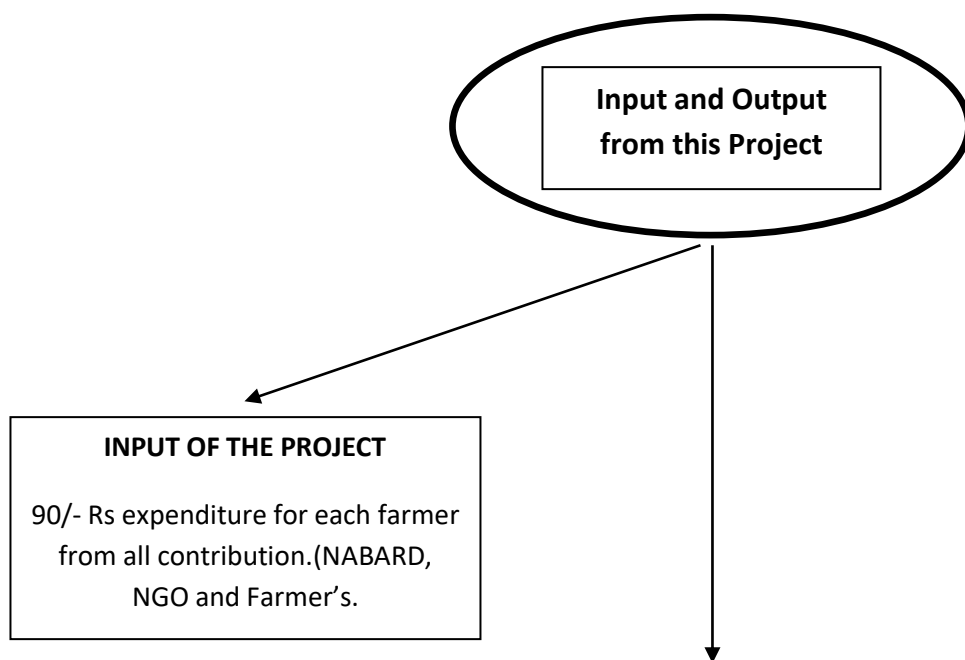 Input and Output
from this Project
INPUT OF THE PROJECT
90/- Rs expenditure for each farmer
from all contribution.(NABARD,
NGO and Farmer’s.